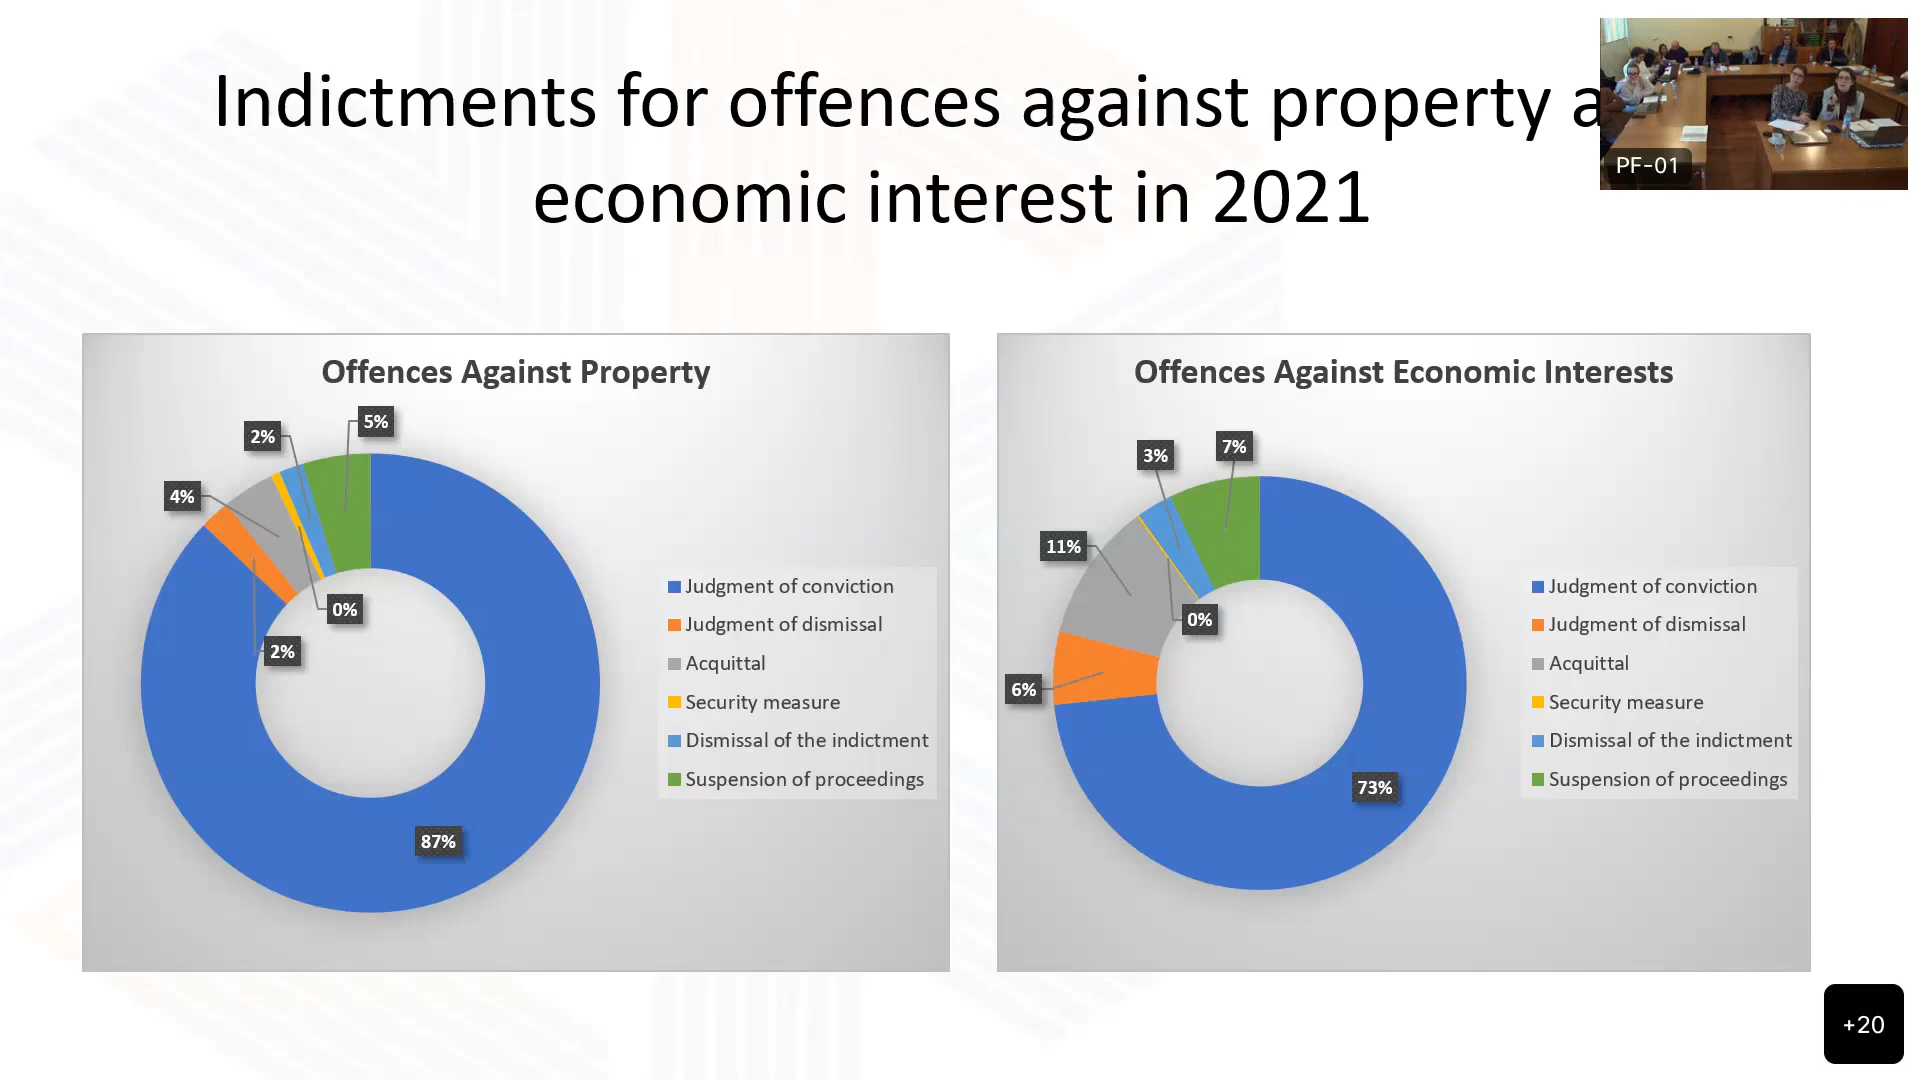 Indictments for offences against property a
economic interest in 2021
PF-01
Offences Against Property
5%
2%
4%
0%
2%
87%
Judgment of conviction
Judgment of dismissal
Acquittal
Security measure
Dismissal of the indictment
Suspension of proceedings
Offences Against Economic Interests
7%
3%
11%
0%
6%
73%
Judgment of conviction
Judgment of dismissal
Acquittal
Security measure
Dismissal of the indictment
Suspension of proceedings
+20